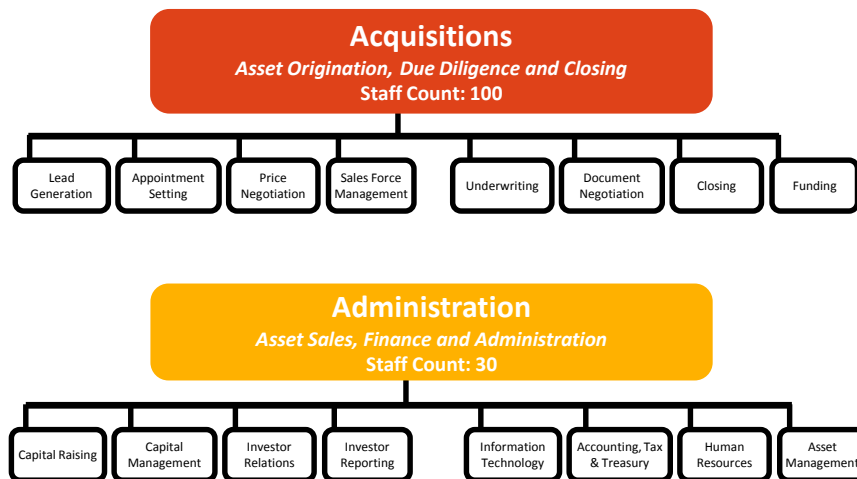 Acquisitions
Asset Origination, Due Diligence and Closing
Staff Count: 100
Lead
Generation
Appointment
Setting
Price
Negotiation
Sales Force
Management
Underwriting
Document
Negotiation
Closing
Funding
Administration
Asset Sales, Finance and Administration
Staff Count: 30
Capital Raising
Capital
Management
Investor
Relations
Investor
Reporting
Information
Technology
Accounting, Tax
& Treasury
Human
Resources
Asset
Management